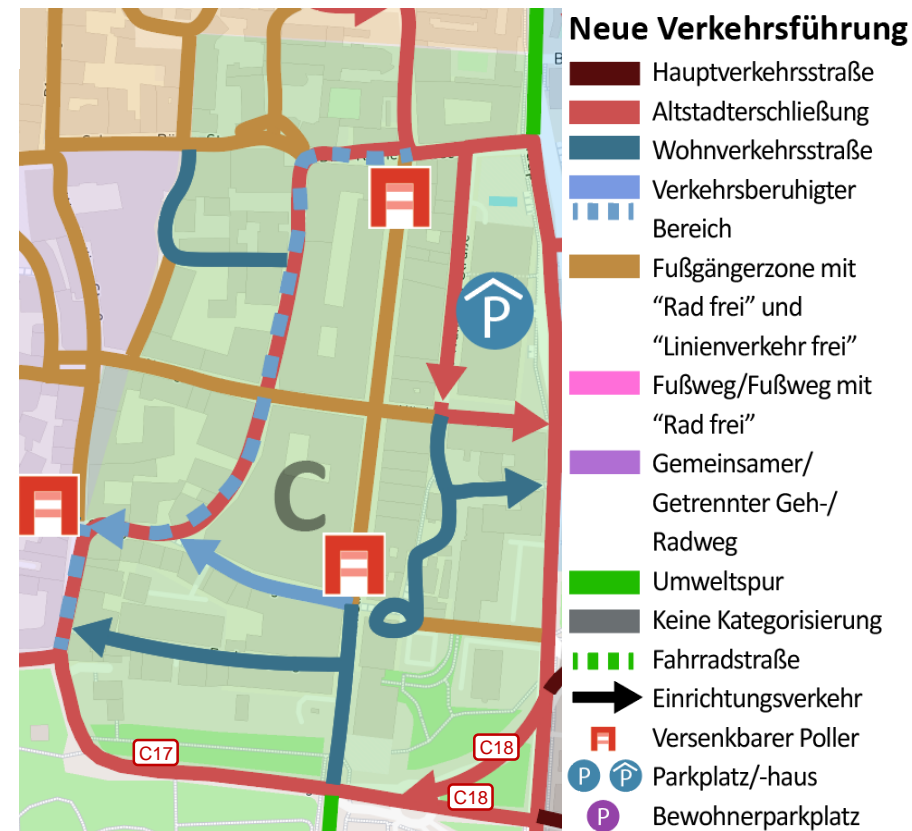 Neue Verkehrsführung
Hauptverkehrsstraße
Altstadterschließung
Wohnverkehrsstraße
Verkehrsberuhigter
Bereich
Fußgängerzone mit
“Rad frei” und
“Linienverkehr frei”
Fußweg/Fußweg mit
“Rad frei”
Gemeinsamer/
Getrennter Geh-/
Radweg
Umweltspur
Keine Kategorisierung
Fahrradstraße
Einrichtungsverkehr
Versenkbarer Poller
P P Parkplatz/-haus
P Bewohnerparkplatz
P
C
C17
C18
C18